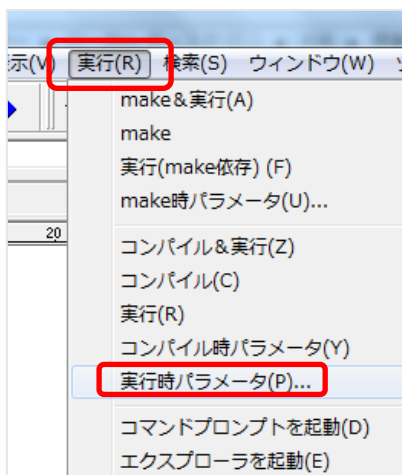 示(V) 実行(R) 検索(S) ウィンドウ(W)
make＆実行(A)
make
実行(make依存) (F)
make時パラメータ(U)...
20
コンパイル＆実行(Z)
コンパイル(C)
実行(R)
コンパイル時パラメータ(Y)
実行時パラメータ(P)...
コマンドプロンプトを起動(D)
エクスプローラを起動(E)